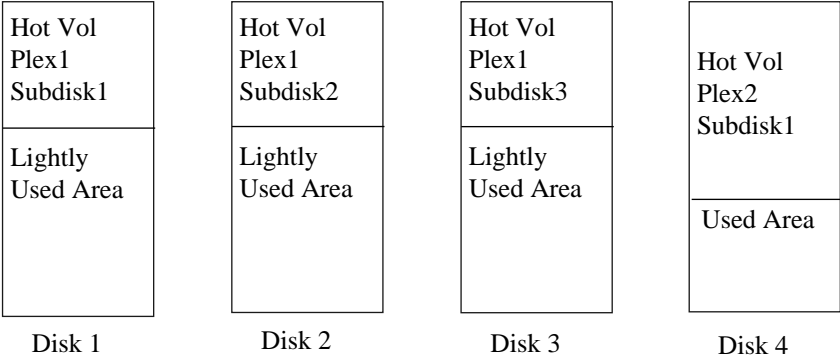 Hot Vol
Plex1
Subdisk1
Lightly
Used Area
Disk 1
Hot Vol
Plex1
Subdisk2
Lightly
Used Area
Disk 2
Hot Vol
Plex1
Subdisk3
Lightly
Used Area
Disk 3
Hot Vol
Plex2
Subdisk1
Used Area
Disk 4